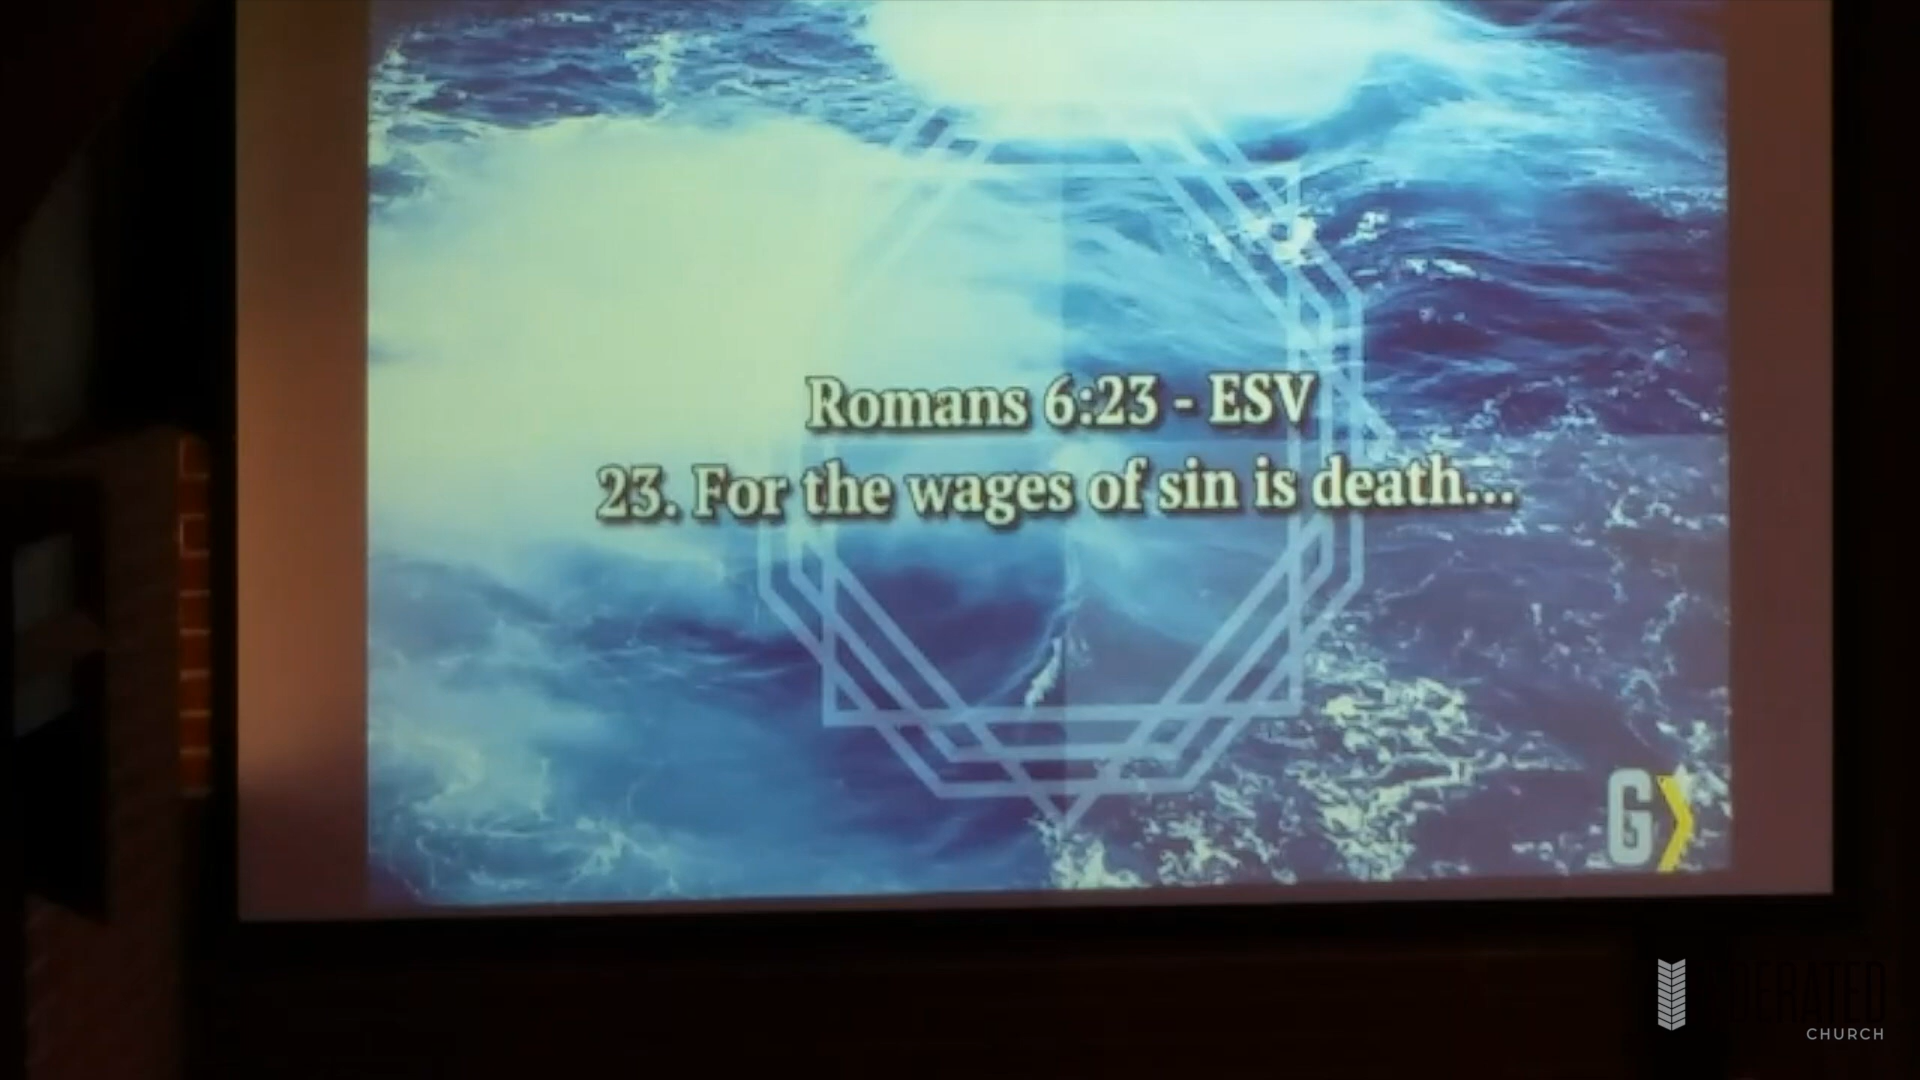 Romans 6:23 - ESV
23. For the wages of sin is death...
G
CHURCH